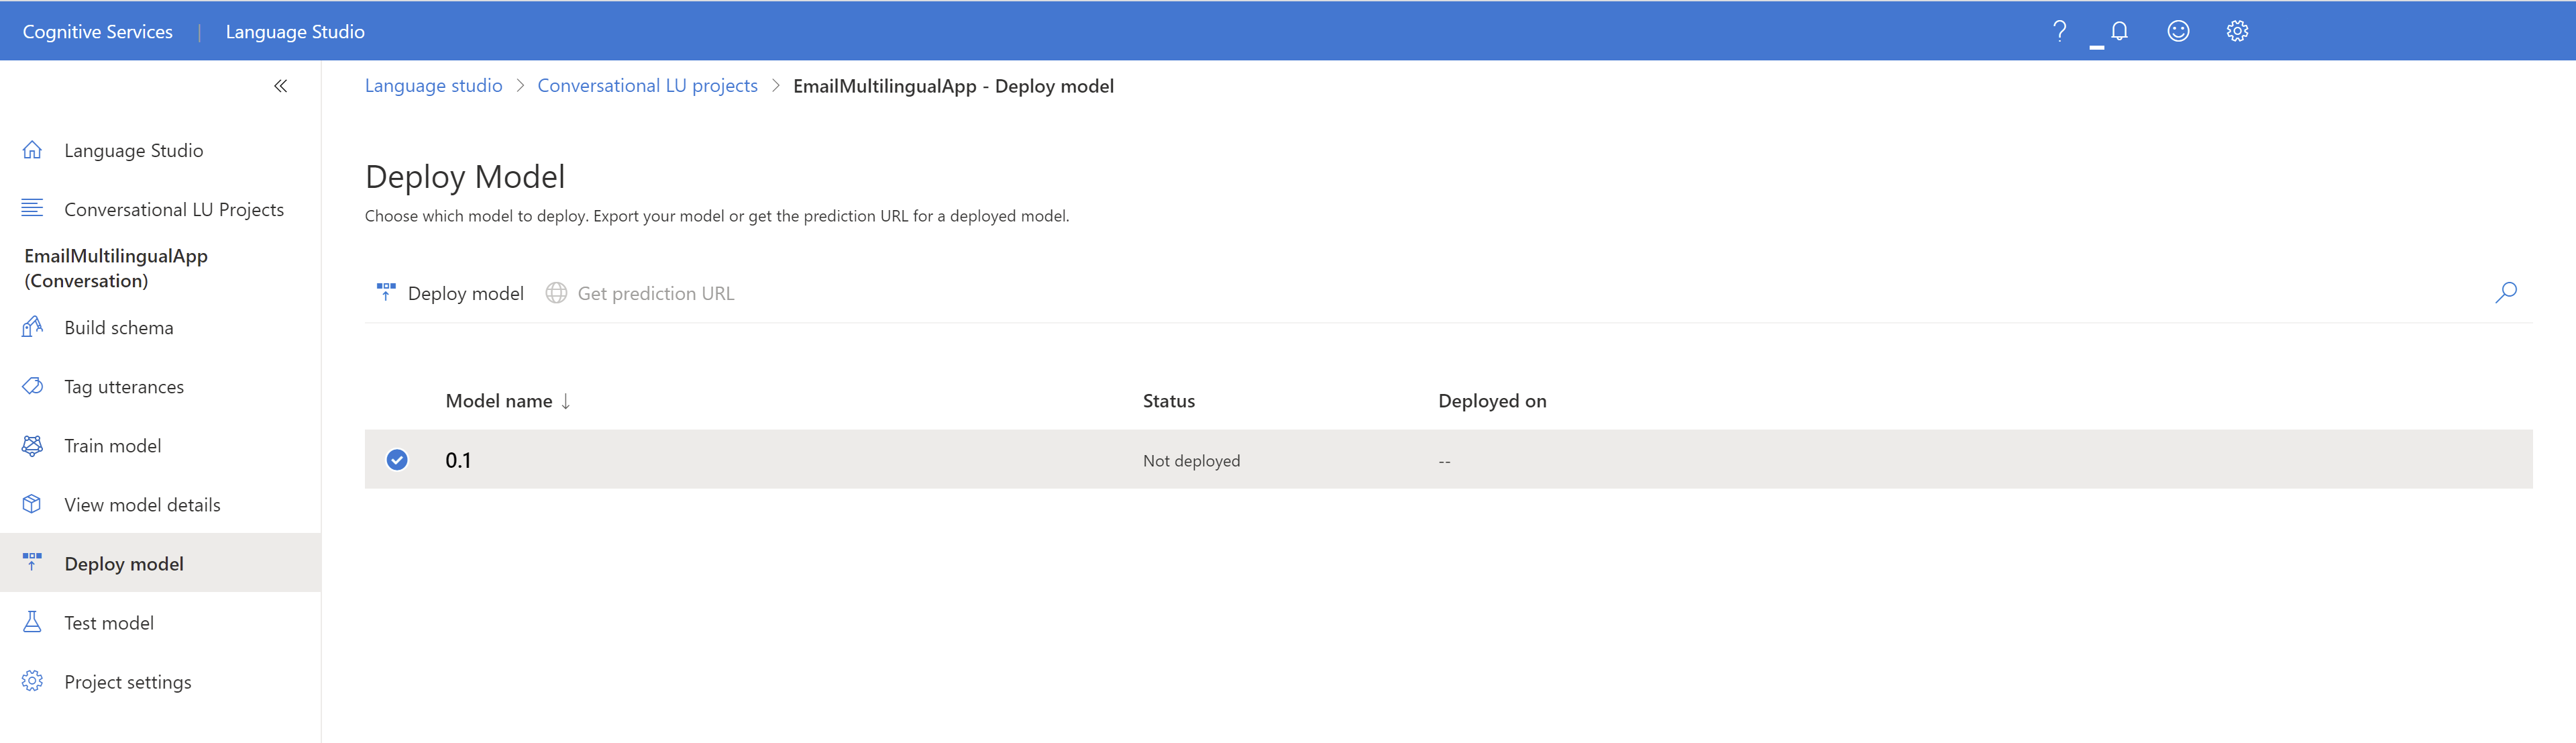 Cognitive Services | Language Studio
Language studio > Conversational LU projects > EmailMultilingualApp - Deploy model
Language Studio
Conversational LU Projects
EmailMultilingualApp
(Conversation)
Build schema
Tag utterances
Train model
View model details
Deploy model
Test model
Project settings
Deploy Model
Choose which model to deploy. Export your model or get the prediction URL for a deployed model.
Deploy model Get prediction URL
Model name ↓ Status Deployed on
0.1 Not deployed --